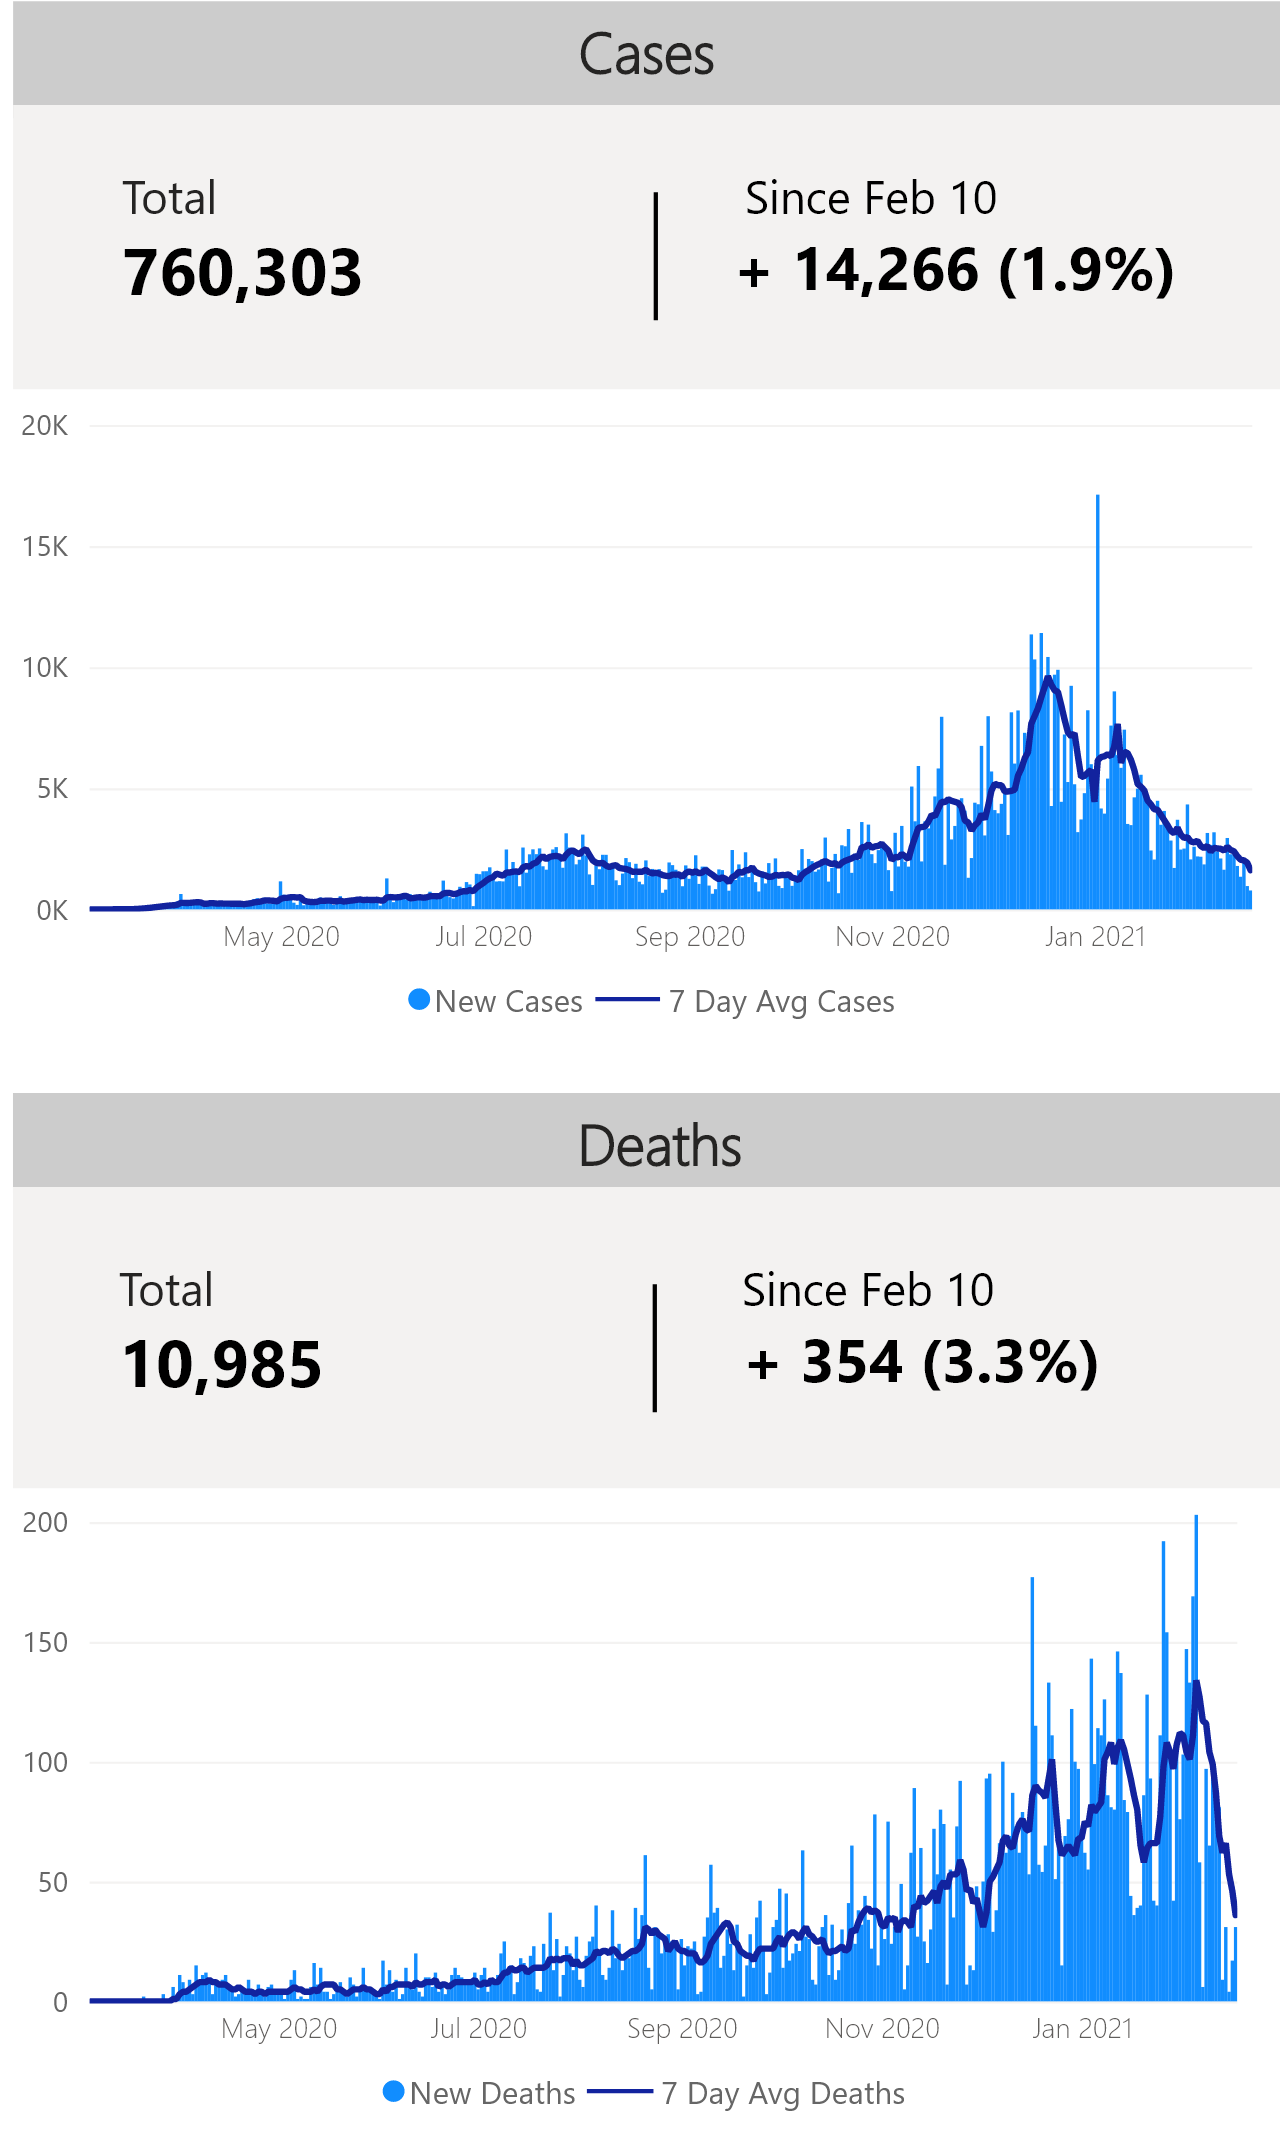 Cases
Total
Since Feb 10
760,303
+ 14,266 (1.9%)
20K
15K
10K
5K
0K
May 2020
Jul 2020
Sep 2020
Nov 2020
Jan 2021
New Cases
7 Day Avg Cases
Deaths
Total
Since Feb 10
10,985
+ 354 (3.3%)
200
150
100
50
0
May 2020
Jul 2020
Sep 2020
Nov 2020
Jan 2021
New Deaths
7 Day Avg Deaths